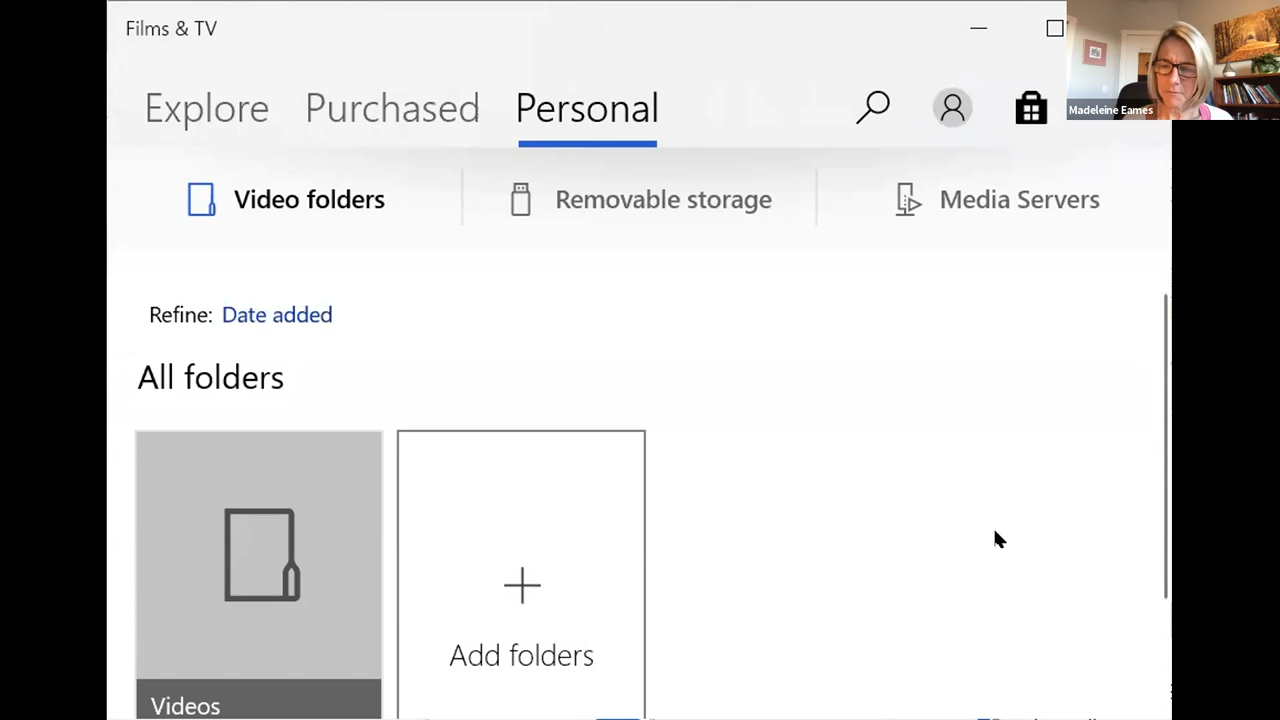 Films & TV
Madeleine Eames
Explore Purchased Personal
Video folders Removable storage Media Servers
Refine: Date added
All folders
Add folders
Videos